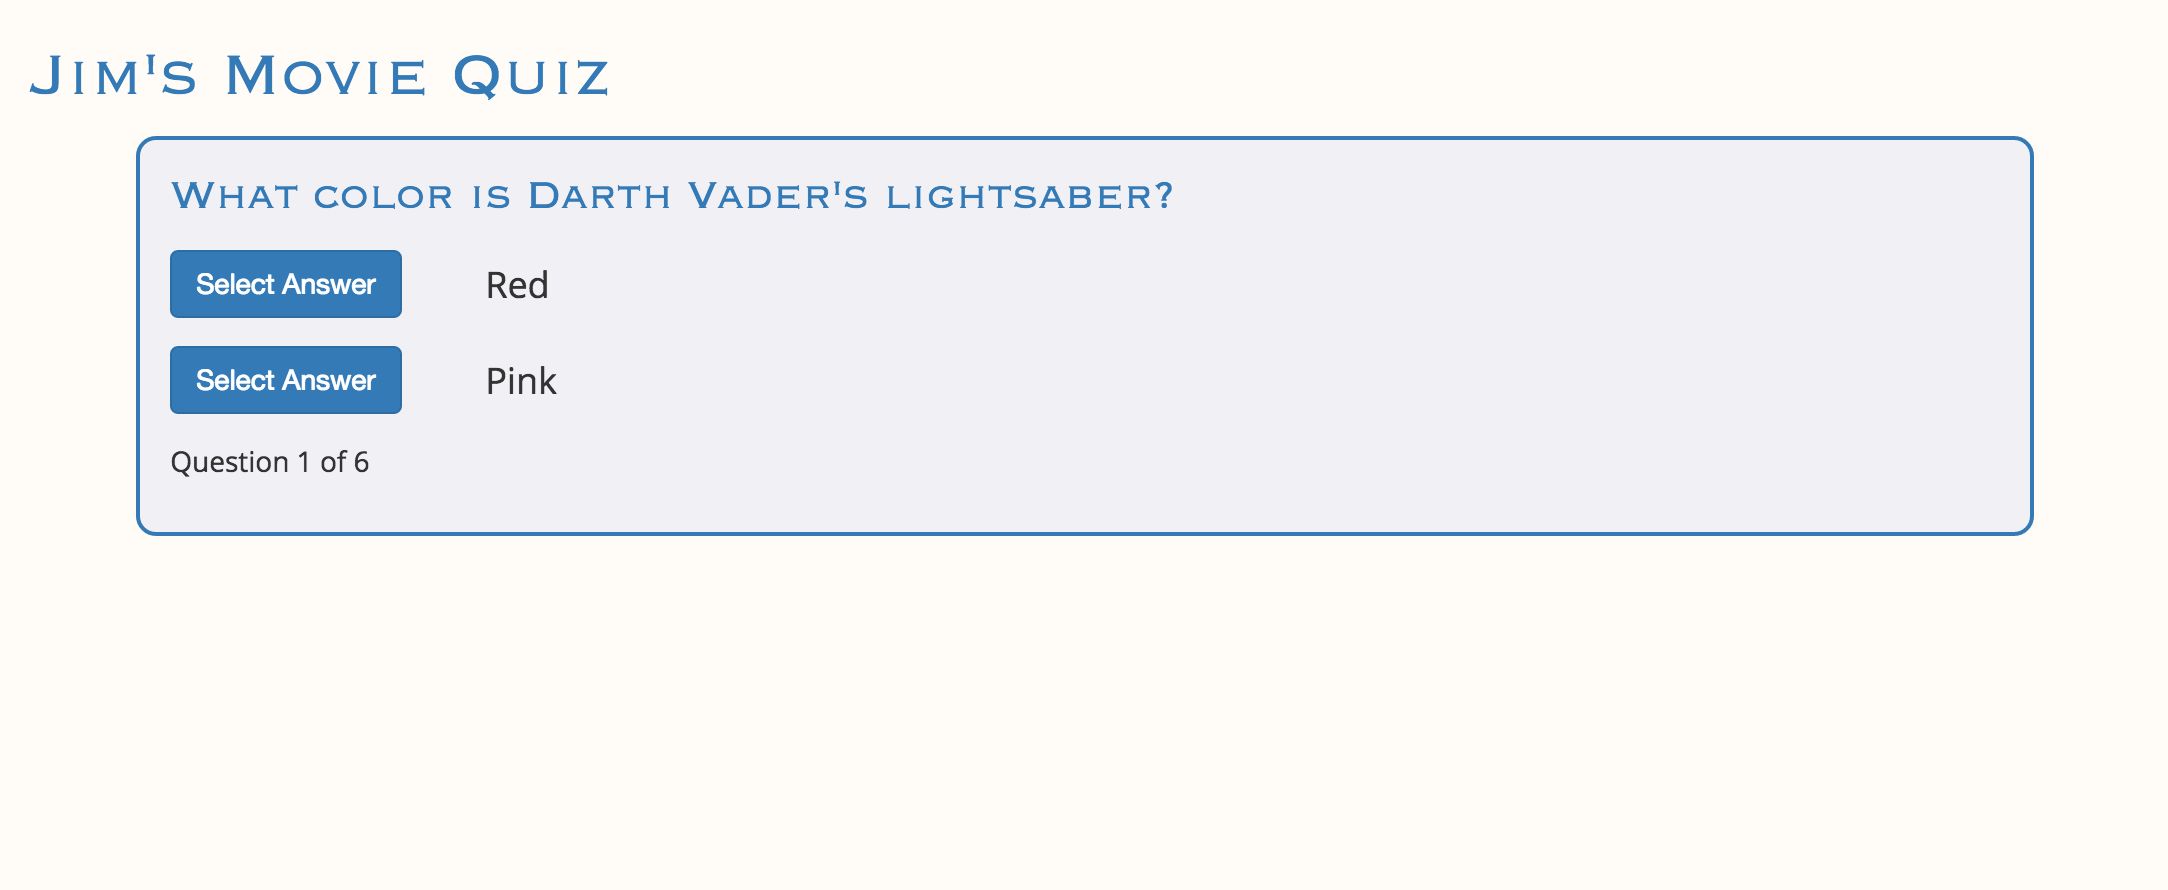 Jim's Movie Quiz
What color is Darth Vader's lightsaber?
Select Answer Red
Select Answer Pink
Question 1 of 6